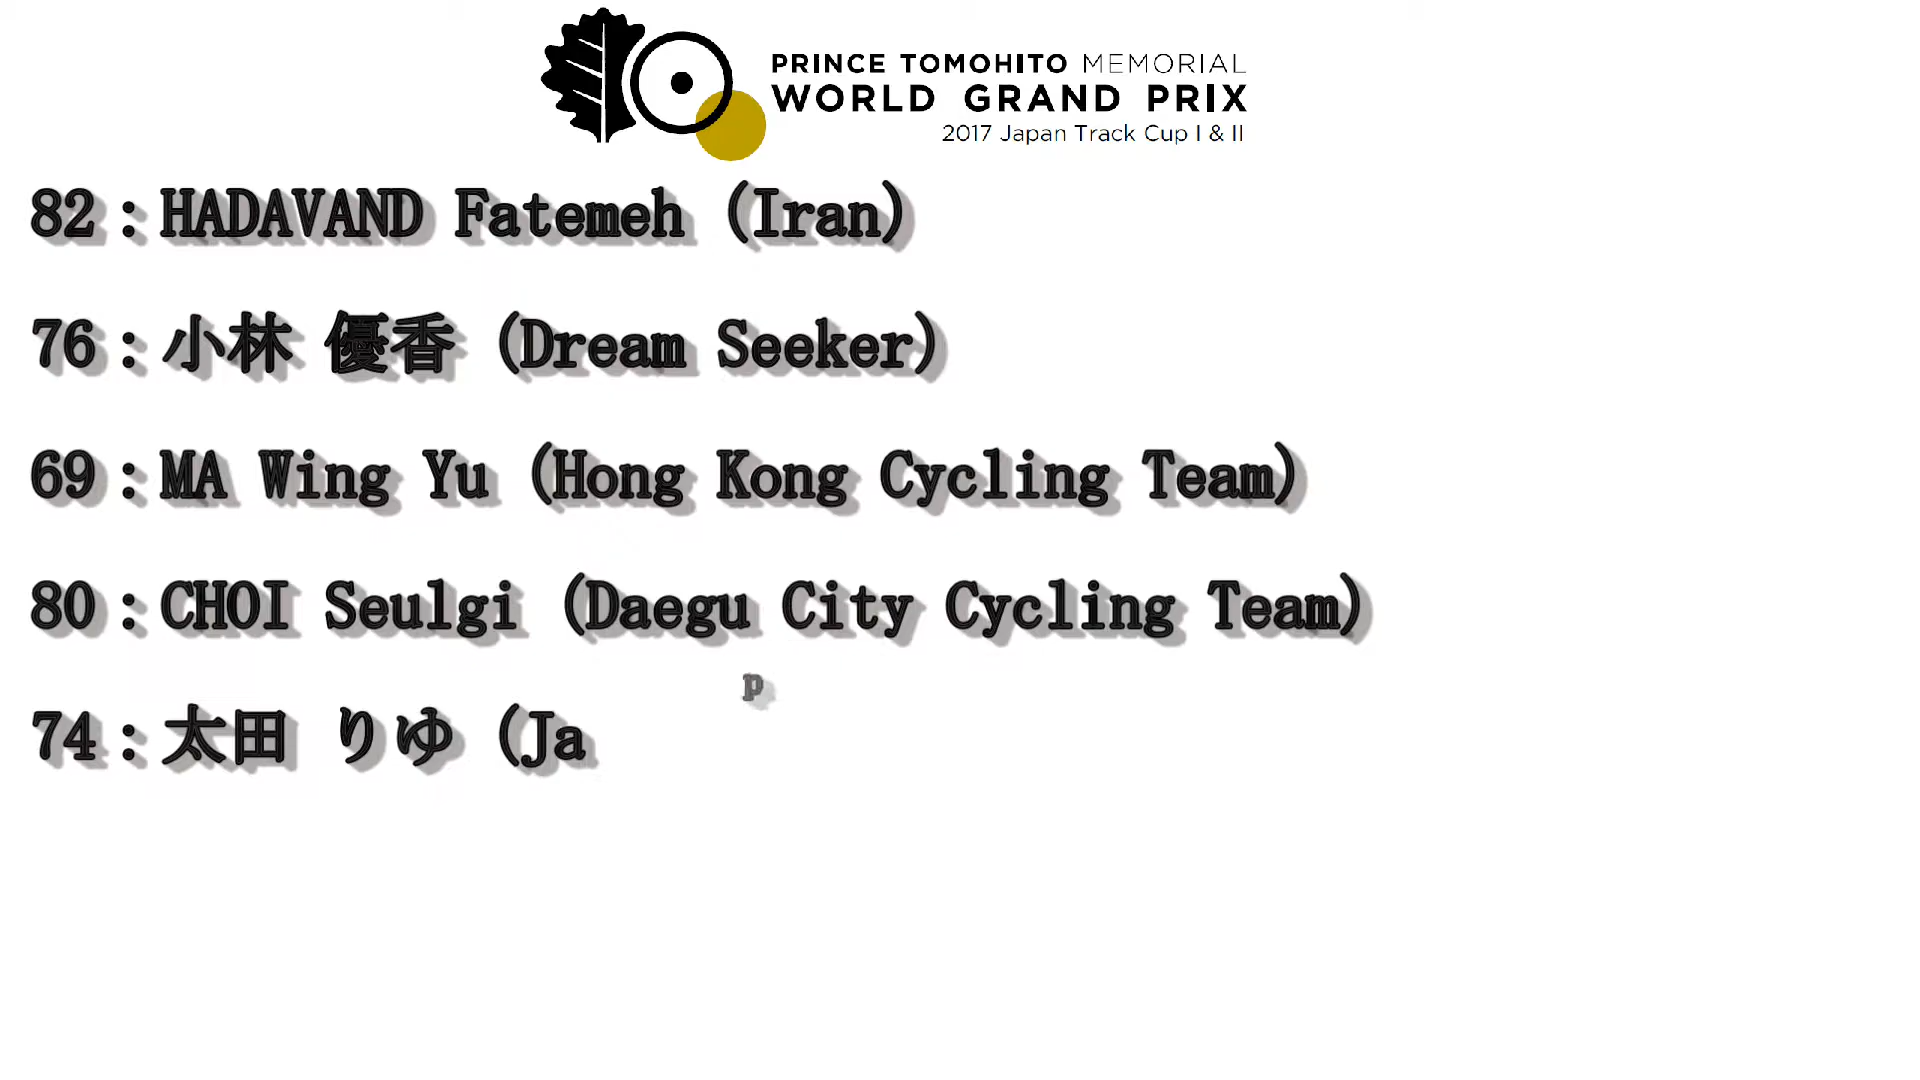 PRINCE TOMOHITO MEMORIAL
WORLD GRAND PRIX
2017 Japan Track Cup I & II
82：HADAVAND Fatemeh (Iran)
76：小林 優香 (Dream Seeker)
69：MA Wing Yu (Hong Kong Cycling Team)
80：CHOI Seulgi (Daegu City Cycling Team)
p
74：太田 りゆ (Ja